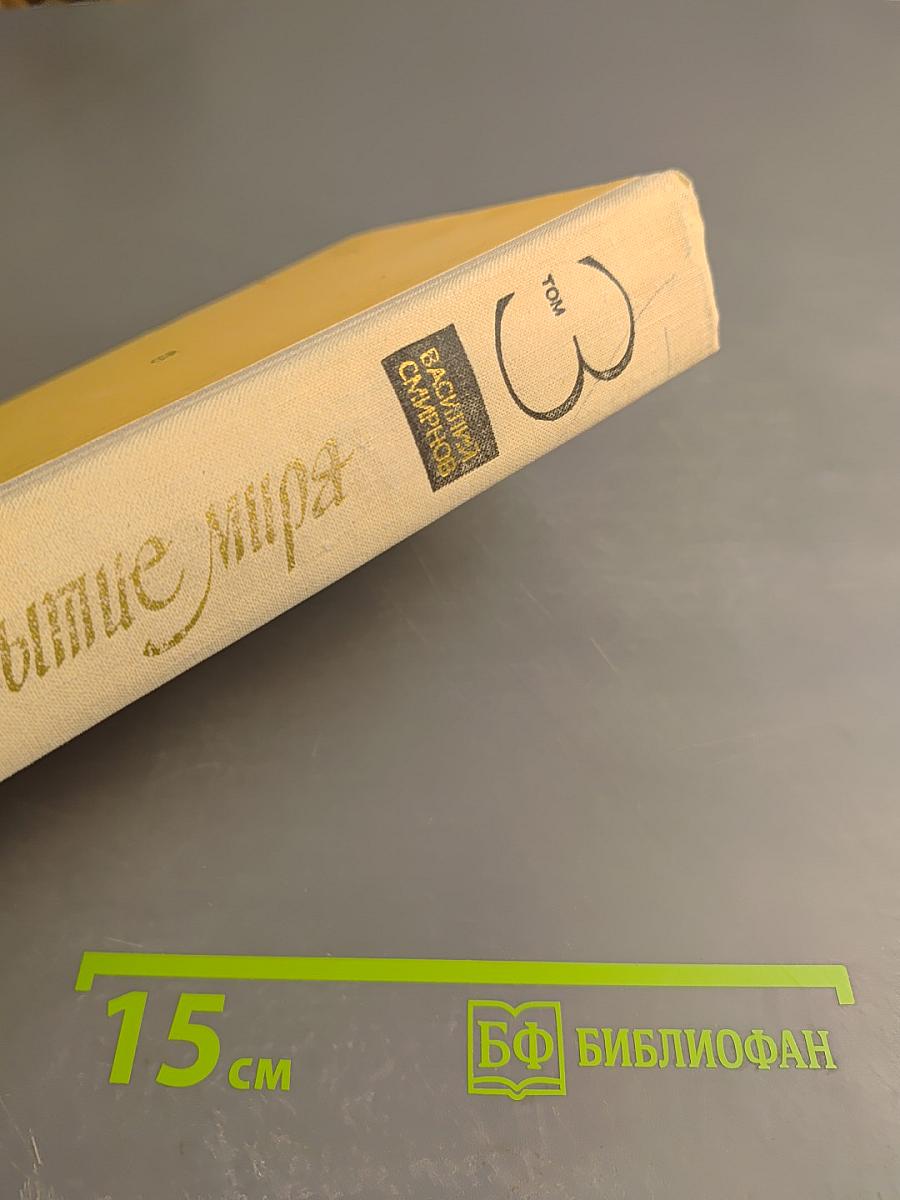 ТОМ
3
ВАСИЛИЙ
СМИРНОВ
ытие мира
15 см
БФ БИБЛИОФАН